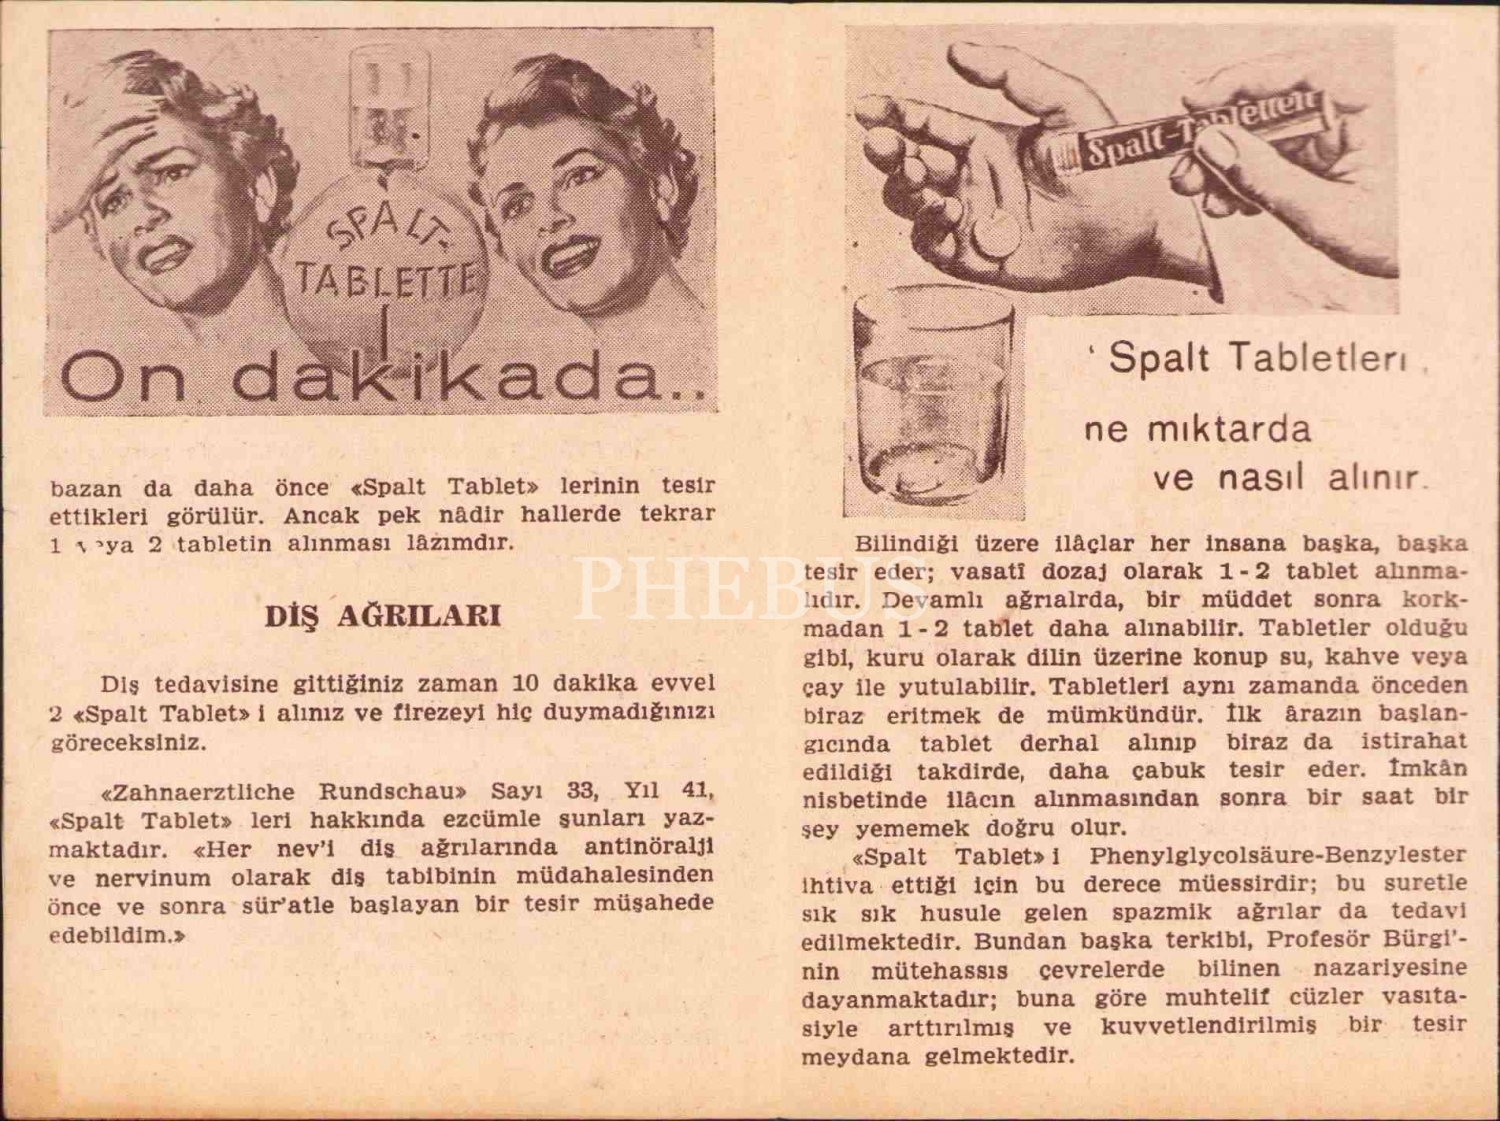 SPALT-
TABLETTE
On dakikada..
bazan da daha önce «Spalt Tablet» lerinin tesir
ettikleri görülür. Ancak pek nâdir hallerde tekrar
1 veya 2 tabletin alınması lâzımdır.
DİŞ AĞRILARI
Diş tedavisine gittiğiniz zaman 10 dakika evvel
2 «Spalt Tablet» i alınız ve firezeyi hiç duymadığınızı
göreceksiniz.
«Zahnaerztliche Rundschau» Sayı 33, Yıl 41,
«Spalt Tablet» leri hakkında ezcümle şunları yaz-
maktadır. «Her nev'i diş ağrılarında antinöralji
ve nervinum olarak diş tabibinin müdahalesinden
önce ve sonra sür'atle başlayan bir tesir müşahede
edebildim.»
Spalt-Tabletten
Spalt Tabletleri
ne miktarda
ve nasıl alınır.
Bilindiği üzere ilâçlar her insana başka, başka
tesir eder; vasatî dozaj olarak 1-2 tablet alınma-
lıdır. Devamlı ağrıalrda, bir müddet sonra kork-
madan 1-2 tablet daha alınabilir. Tabletler olduğu
gibi, kuru olarak dilin üzerine konup su, kahve veya
çay ile yutulabilir. Tabletleri aynı zamanda önceden
biraz eritmek de mümkündür. İlk ârazın başlan-
gıcında tablet derhal alınıp biraz da istirahat
edildiği takdirde, daha çabuk tesir eder. İmkân
nisbetinde ilâcın alınmasından sonra bir saat bir
şey yememek doğru olur.
«Spalt Tablet» i Phenylglycolsäure-Benzylester
ihtiva ettiği için bu derece müessirdir; bu suretle
sık sık husule gelen spazmik ağrılar da tedavi
edilmektedir. Bundan başka terkibi, Profesör Bürgi'-
nin mütehassıs çevrelerde bilinen nazariyesine
dayanmaktadır; buna göre muhtelif cüzler vasıta-
siyle arttırılmış ve kuvvetlendirilmiş bir tesir
meydana gelmektedir.
PHEBUS